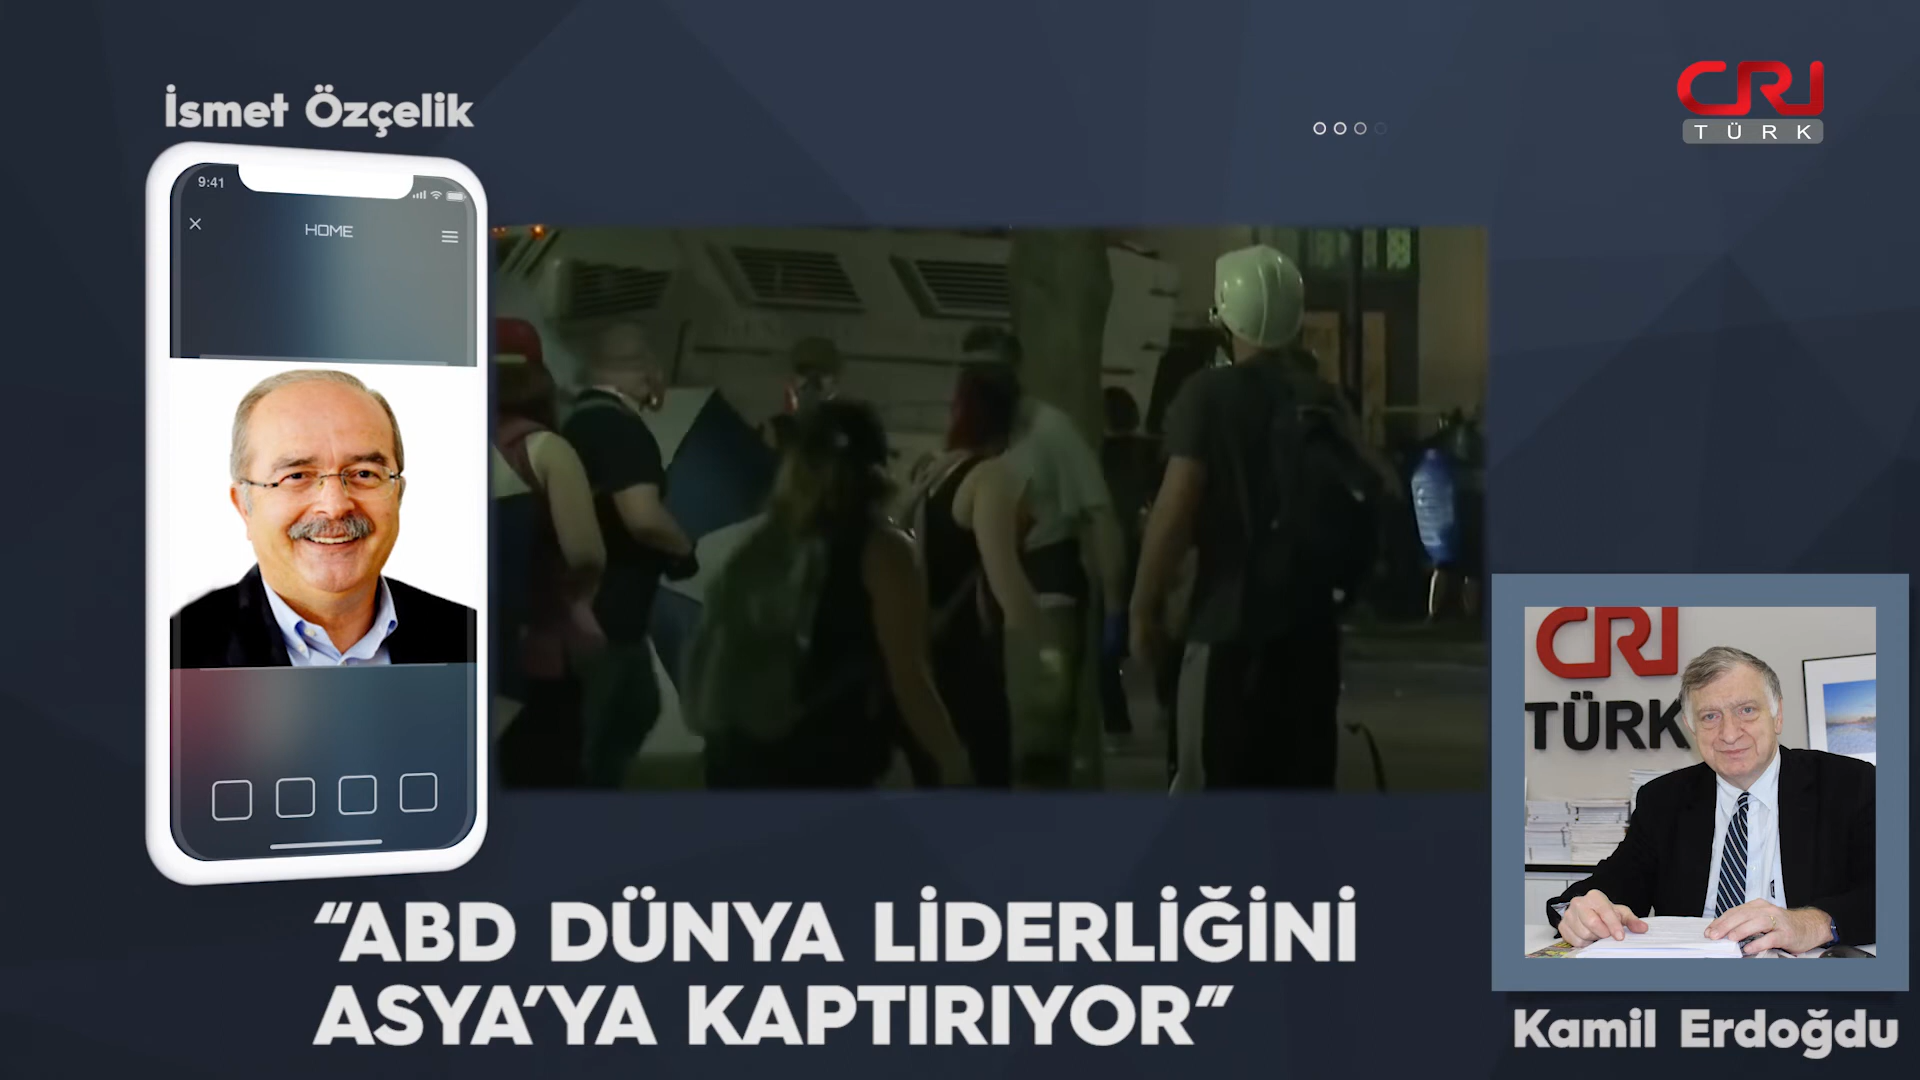 İsmet Özçelik
CRI
TÜRK
9:41
HOME
CRI
TÜRK
“ABD DÜNYA LİDERLİĞİNİ
ASYA’YA KAPTIRIYOR”
Kamil Erdoğdu